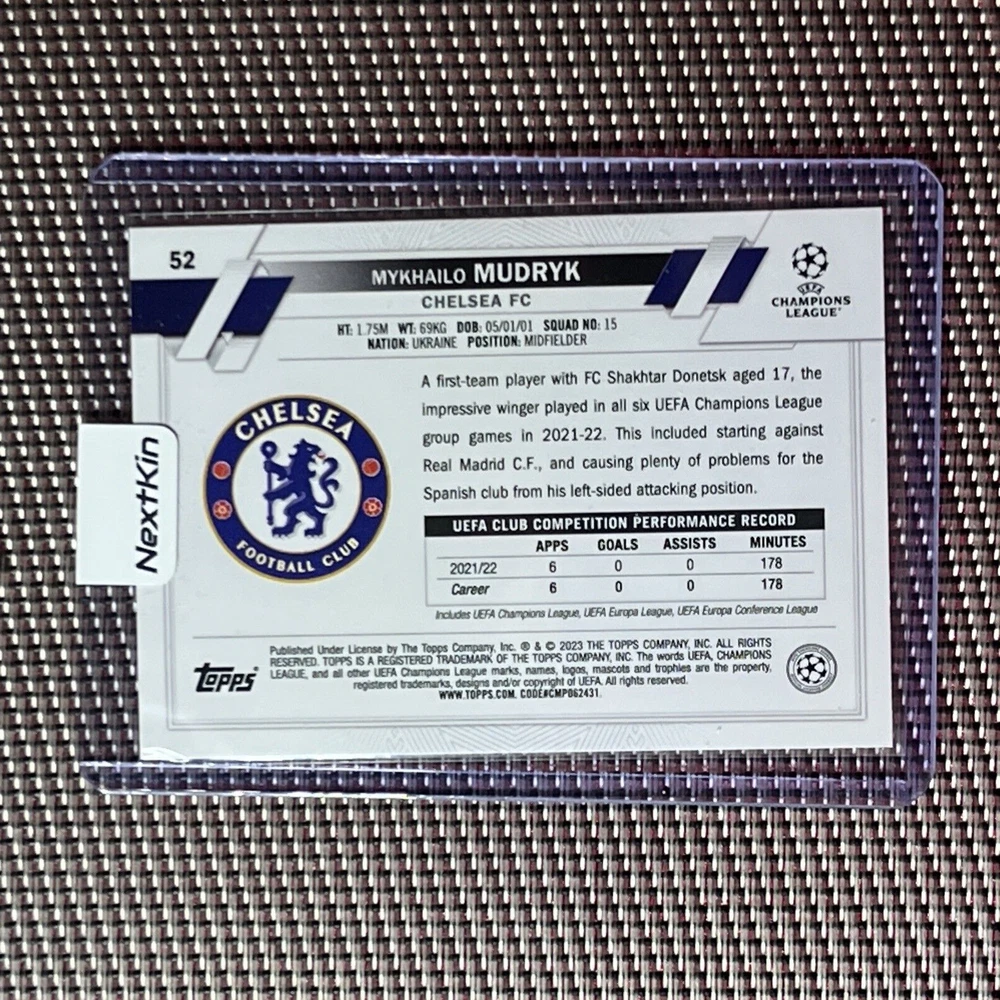 52
MYKHAILO MUDRYK
CHELSEA FC
HT: 1.75M WT: 69KG DOB: 05/01/01 SQUAD NO: 15
NATION: UKRAINE POSITION: MIDFIELDER
UEFA
CHAMPIONS
LEAGUE®
A first-team player with FC Shakhtar Donetsk aged 17, the
impressive winger played in all six UEFA Champions League
group games in 2021-22. This included starting against
Real Madrid C.F., and causing plenty of problems for the
Spanish club from his left-sided attacking position.
CHELSEA
FOOTBALL CLUB
NextKin
UEFA CLUB COMPETITION PERFORMANCE RECORD
APPS GOALS ASSISTS MINUTES
2021/22 6 0 0 178
Career 6 0 0 178
Includes UEFA Champions League, UEFA Europa League, UEFA Europa Conference League
Published Under License by The Topps Company, Inc. ® & © 2023 THE TOPPS COMPANY, INC. ALL RIGHTS
RESERVED. TOPPS IS A REGISTERED TRADEMARK OF THE TOPPS COMPANY, INC. The words UEFA, CHAMPIONS
LEAGUE, and all other UEFA Champions League marks, names, logos, mascots and trophies are the property,
registered trademarks, designs and/or copyright of UEFA. All rights reserved.
WWW.TOPPS.COM. CODE#CMP062431.
Topps